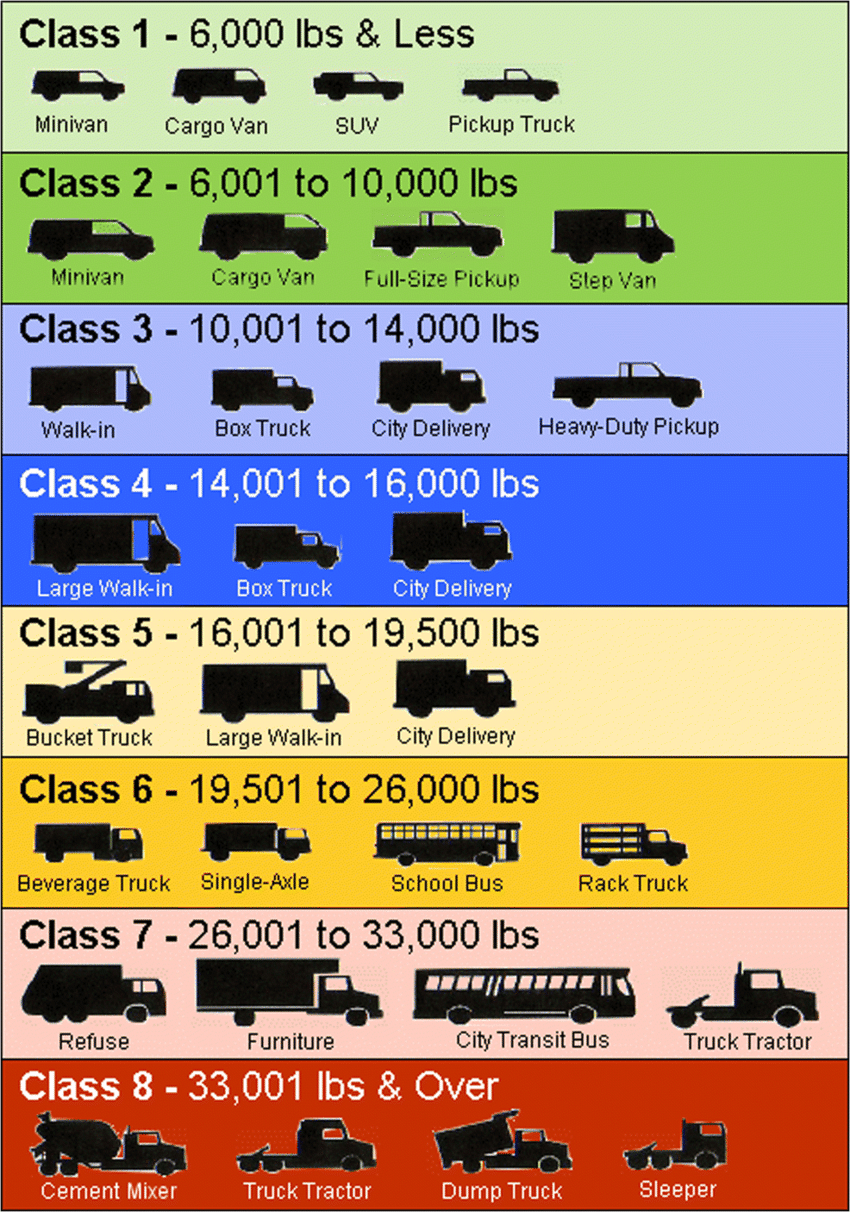 Class 1 - 6,000 lbs & Less
Minivan Cargo Van SUV Pickup Truck
Class 2 - 6,001 to 10,000 lbs
Minivan Cargo Van Full-Size Pickup Step Van
Class 3 - 10,001 to 14,000 lbs
Walk-in Box Truck City Delivery Heavy-Duty Pickup
Class 4 - 14,001 to 16,000 lbs
Large Walk-in Box Truck City Delivery
Class 5 - 16,001 to 19,500 lbs
Bucket Truck Large Walk-in City Delivery
Class 6 - 19,501 to 26,000 lbs
Beverage Truck Single-Axle School Bus Rack Truck
Class 7 - 26,001 to 33,000 lbs
Refuse Furniture City Transit Bus Truck Tractor
Class 8 - 33,001 lbs & Over
Cement Mixer Truck Tractor Dump Truck Sleeper